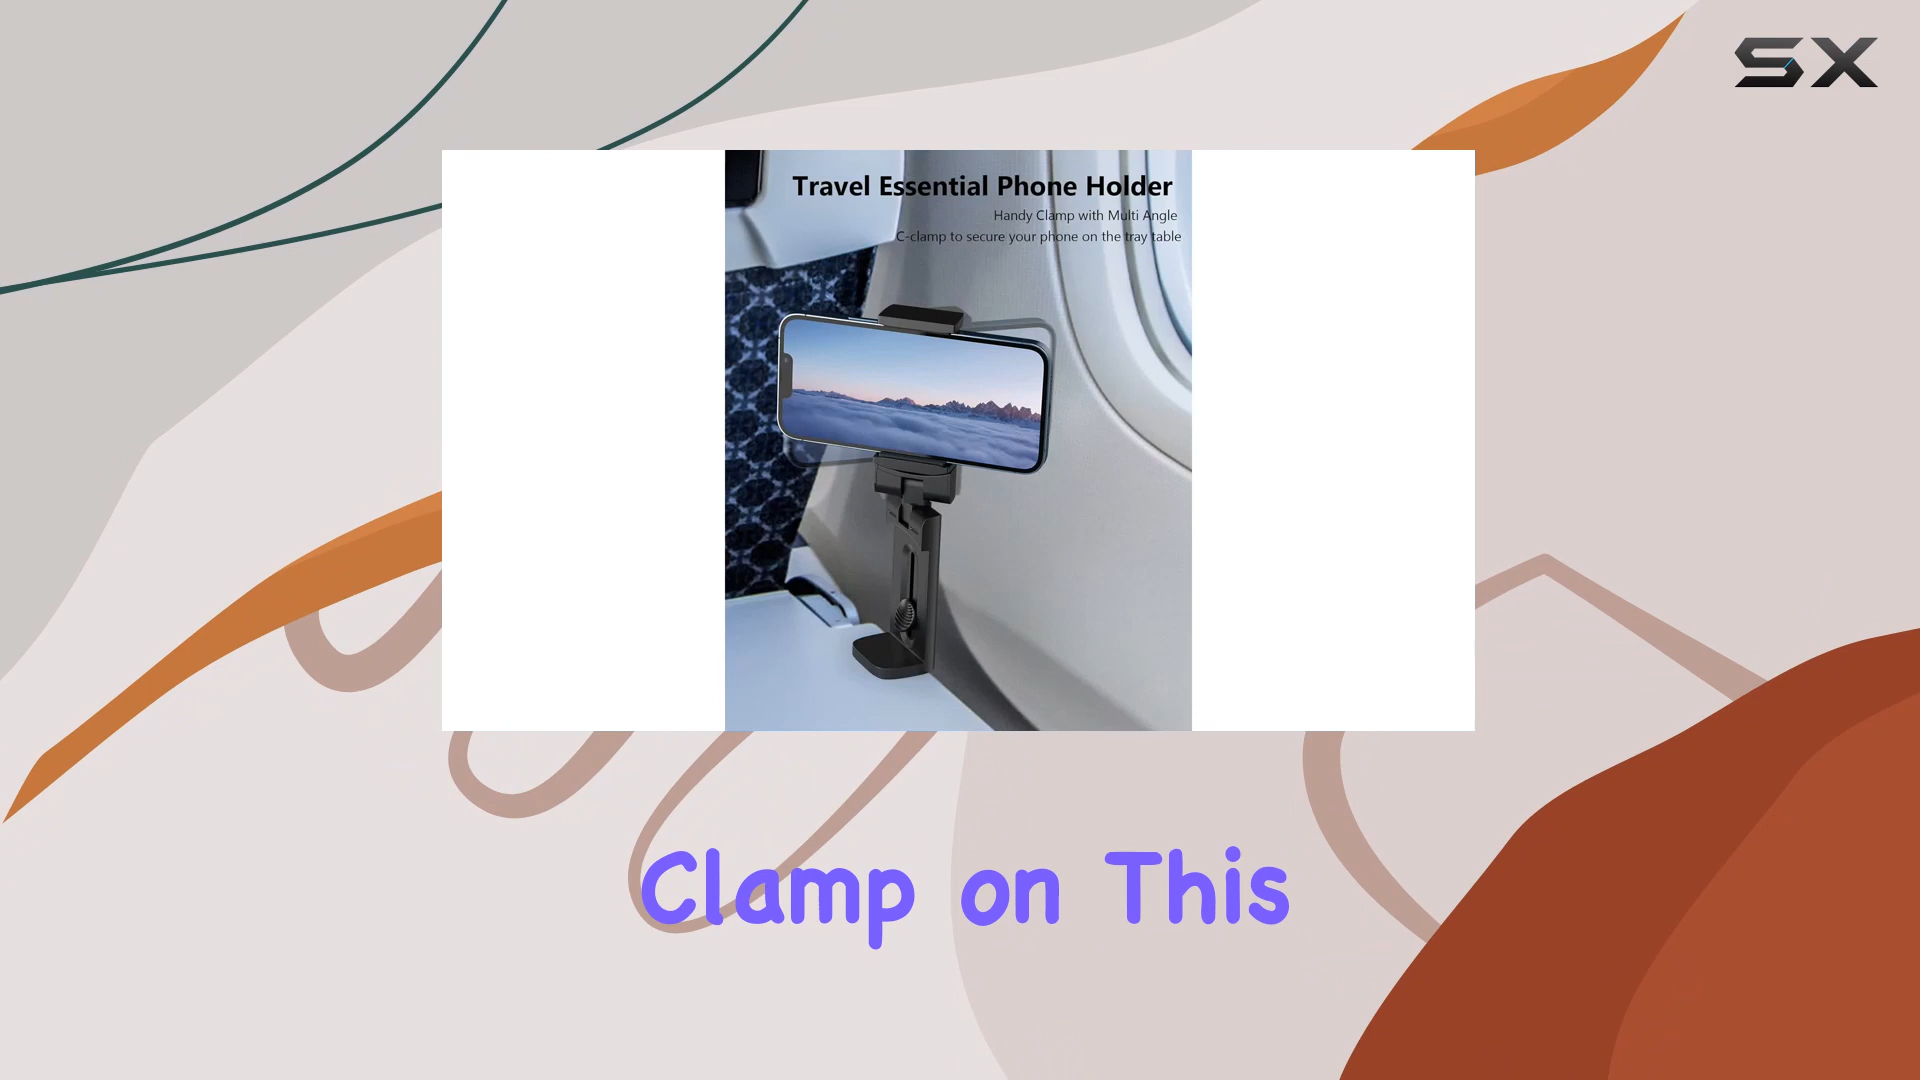 SX
Travel Essential Phone Holder
Handy Clamp with Multi Angle
C-clamp to secure your phone on the tray table
Clamp on This